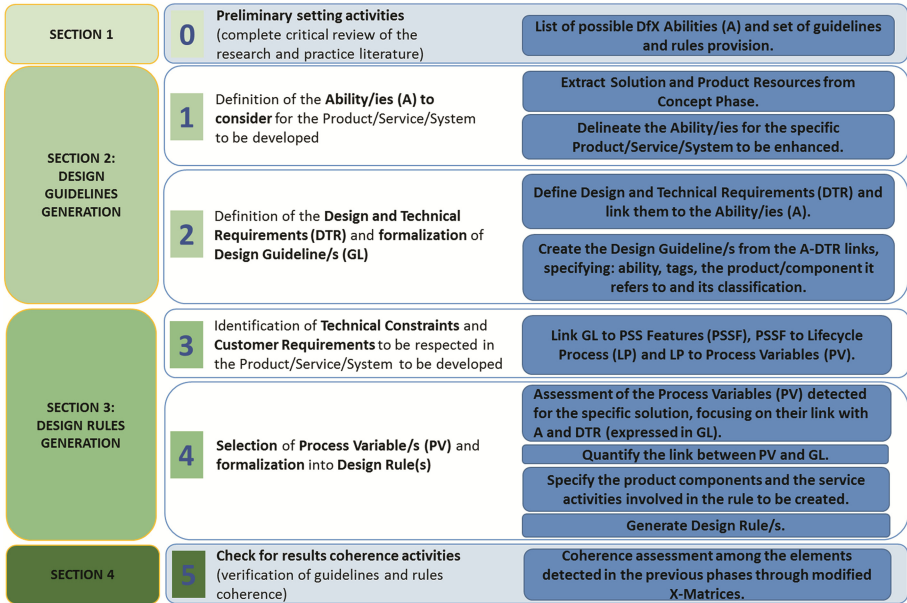 SECTION 1
0
Preliminary setting activities
(complete critical review of the
research and practice literature)
List of possible DfX Abilities (A) and set of guidelines
and rules provision.
SECTION 2:
DESIGN
GUIDELINES
GENERATION
1
Definition of the Ability/ies (A) to
consider for the Product/Service/System
to be developed
Extract Solution and Product Resources from
Concept Phase.
Delineate the Ability/ies for the specific
Product/Service/System to be enhanced.
2
Definition of the Design and Technical
Requirements (DTR) and formalization of
Design Guideline/s (GL)
Define Design and Technical Requirements (DTR) and
link them to the Ability/ies (A).
Create the Design Guideline/s from the A-DTR links,
specifying: ability, tags, the product/component it
refers to and its classification.
SECTION 3:
DESIGN RULES
GENERATION
3
Identification of Technical Constraints and
Customer Requirements to be respected in
the Product/Service/System to be developed
Link GL to PSS Features (PSSF), PSSF to Lifecycle
Process (LP) and LP to Process Variables (PV).
4
Selection of Process Variable/s (PV) and
formalization into Design Rule(s)
Assessment of the Process Variables (PV) detected
for the specific solution, focusing on their link with
A and DTR (expressed in GL).
Quantify the link between PV and GL.
Specify the product components and the service
activities involved in the rule to be created.
Generate Design Rule/s.
SECTION 4
5
Check for results coherence activities
(verification of guidelines and rules
coherence)
Coherence assessment among the elements
detected in the previous phases through modified
X-Matrices.